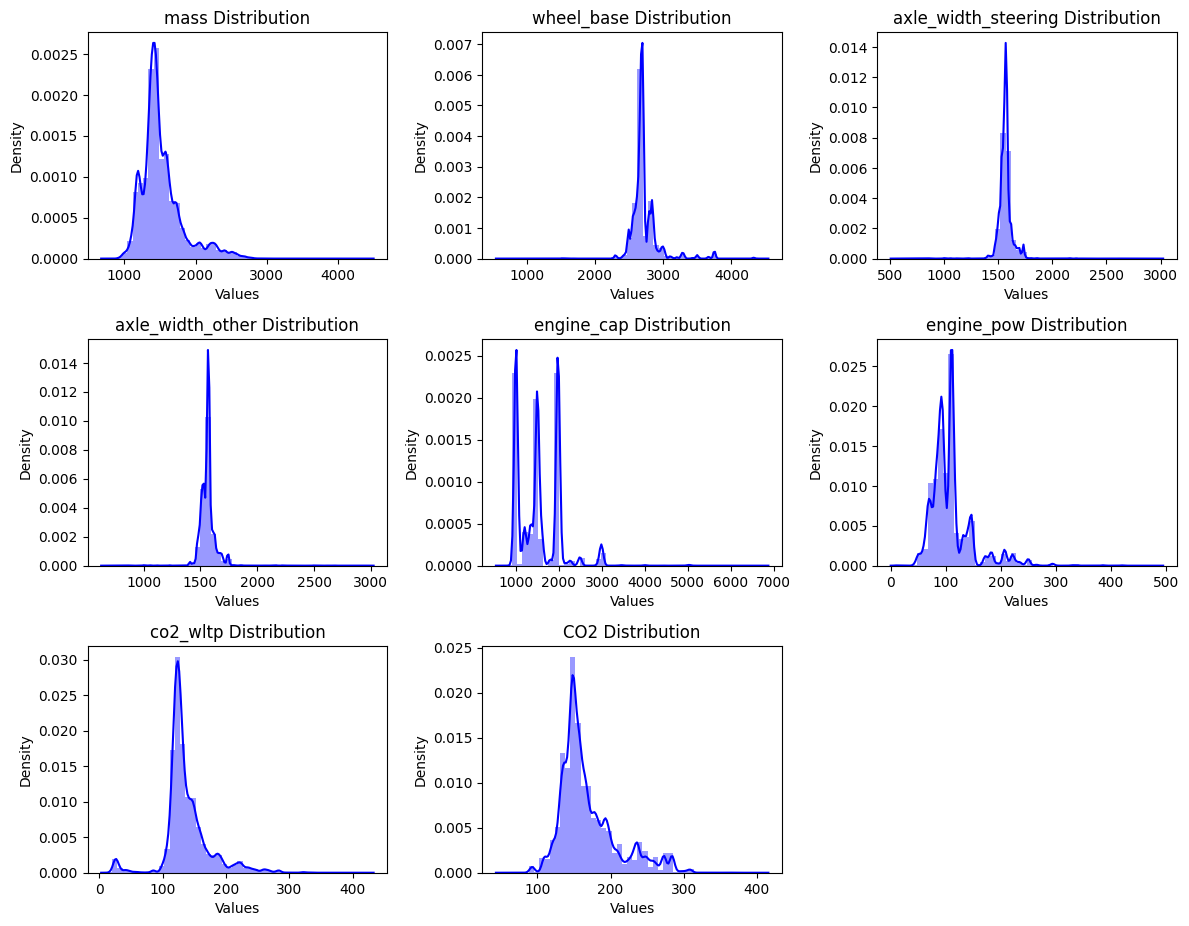 mass Distribution
Density
0.0025
0.0020
0.0015
0.0010
0.0005
0.0000
1000 2000 3000 4000
Values
wheel_base Distribution
Density
0.007
0.006
0.005
0.004
0.003
0.002
0.001
0.000
1000 2000 3000 4000
Values
axle_width_steering Distribution
Density
0.014
0.012
0.010
0.008
0.006
0.004
0.002
0.000
500 1000 1500 2000 2500 3000
Values
axle_width_other Distribution
Density
0.014
0.012
0.010
0.008
0.006
0.004
0.002
0.000
1000 1500 2000 2500 3000
Values
engine_cap Distribution
Density
0.0025
0.0020
0.0015
0.0010
0.0005
0.0000
1000 2000 3000 4000 5000 6000 7000
Values
engine_pow Distribution
Density
0.025
0.020
0.015
0.010
0.005
0.000
0 100 200 300 400 500
Values
co2_wltp Distribution
Density
0.030
0.025
0.020
0.015
0.010
0.005
0.000
0 100 200 300 400
Values
CO2 Distribution
Density
0.025
0.020
0.015
0.010
0.005
0.000
100 200 300 400
Values